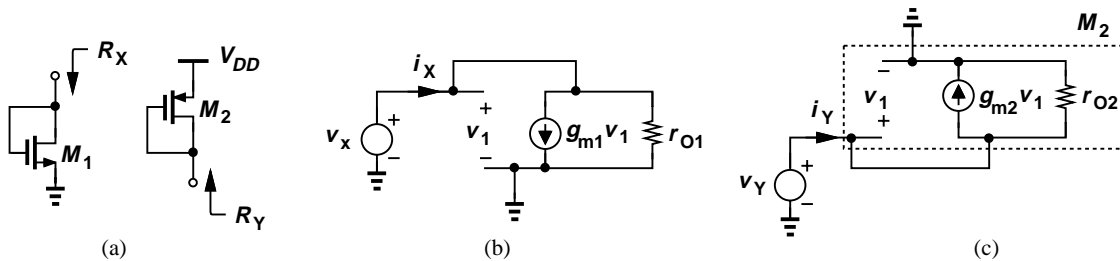 R_X
V_DD
M_2
M_1
R_Y
(a)
i_X
v_x
+
−
+
v_1
−
g_m1 v_1
r_O1
(b)
M_2
−
v_1
+
g_m2 v_1
r_O2
i_Y
v_Y
+
−
(c)